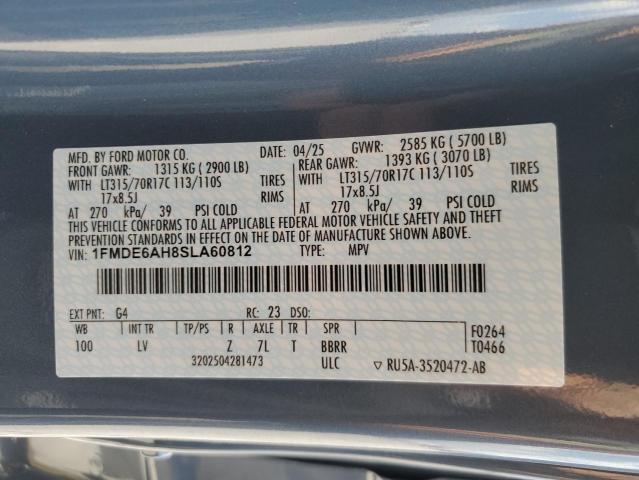 MFD. BY FORD MOTOR CO. DATE: 04/25 GVWR: 2585 KG ( 5700 LB)
FRONT GAWR: 1315 KG ( 2900 LB) REAR GAWR: 1393 KG ( 3070 LB)
WITH LT315/70R17C 113/110S TIRES WITH LT315/70R17C 113/110S TIRES
17x8.5J RIMS 17x8.5J RIMS
AT 270 kPa/ 39 PSI COLD AT 270 kPa/ 39 PSI COLD
THIS VEHICLE CONFORMS TO ALL APPLICABLE FEDERAL MOTOR VEHICLE SAFETY AND THEFT
PREVENTION STANDARDS IN EFFECT ON THE DATE OF MANUFACTURE SHOWN ABOVE.
VIN: 1FMDE6AH8SLA60812 TYPE: MPV
EXT PNT: G4 RC: 23 DSO:
WB INT TR TP/PS R AXLE TR SPR F0264
100 LV Z 7L T BBRR T0466
3202504281473 ULC ▽ RU5A-3520472-AB